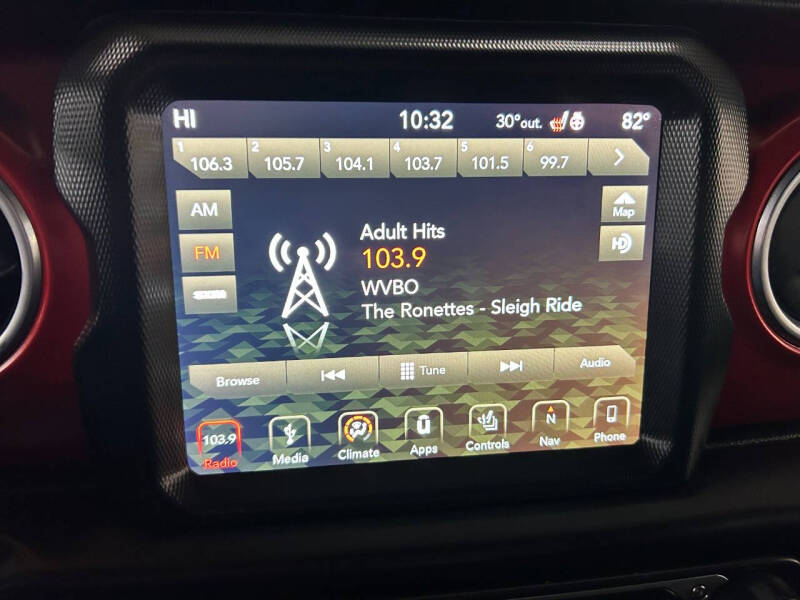 HI 10:32 30°out. 82°
1 106.3 2 105.7 3 104.1 4 103.7 5 101.5 6 99.7
AM
Map
FM
HD
Adult Hits
103.9
WVBO
The Ronettes - Sleigh Ride
Browse Tune Audio
103.9 N
Radio Media Climate Apps Controls Nav Phone